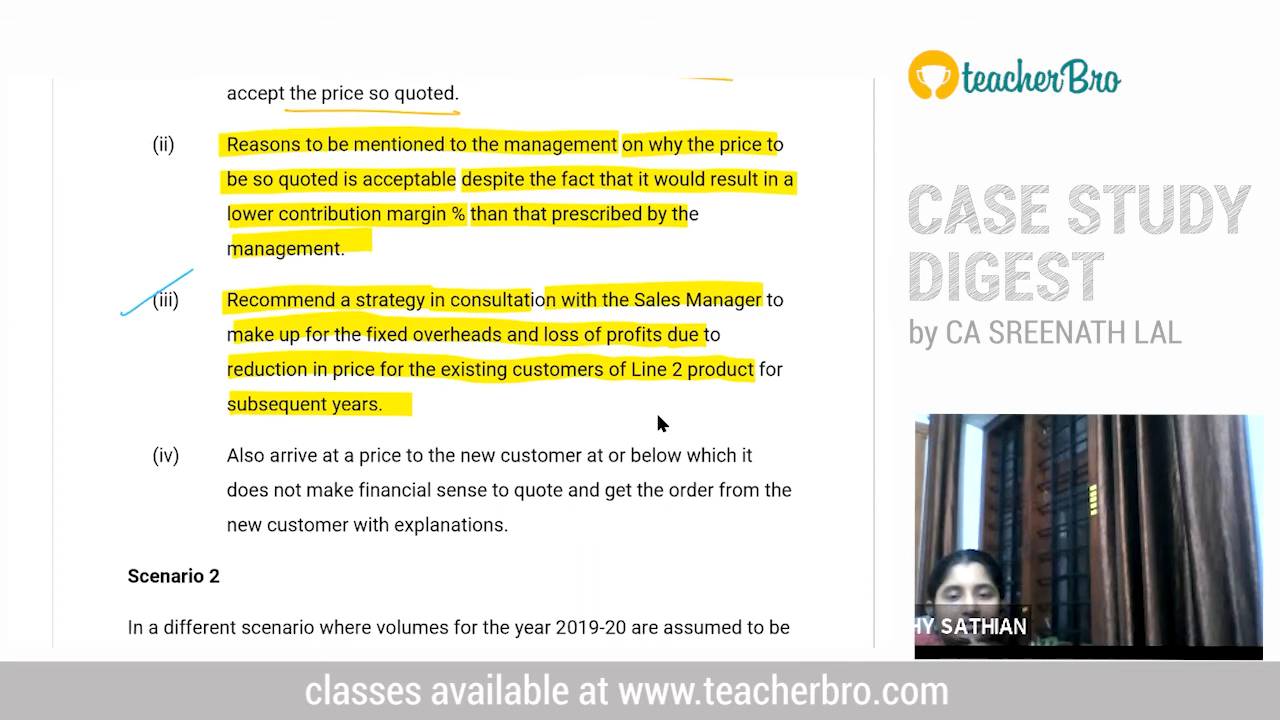 accept the price so quoted.
(ii) Reasons to be mentioned to the management on why the price to
be so quoted is acceptable despite the fact that it would result in a
lower contribution margin % than that prescribed by the
management.
(iii) Recommend a strategy in consultation with the Sales Manager to
make up for the fixed overheads and loss of profits due to
reduction in price for the existing customers of Line 2 product for
subsequent years.
(iv) Also arrive at a price to the new customer at or below which it
does not make financial sense to quote and get the order from the
new customer with explanations.
Scenario 2
In a different scenario where volumes for the year 2019-20 are assumed to be
teacherBro
CASE STUDY
DIGEST
by CA SREENATH LAL
HY SATHIAN
classes available at www.teacherbro.com